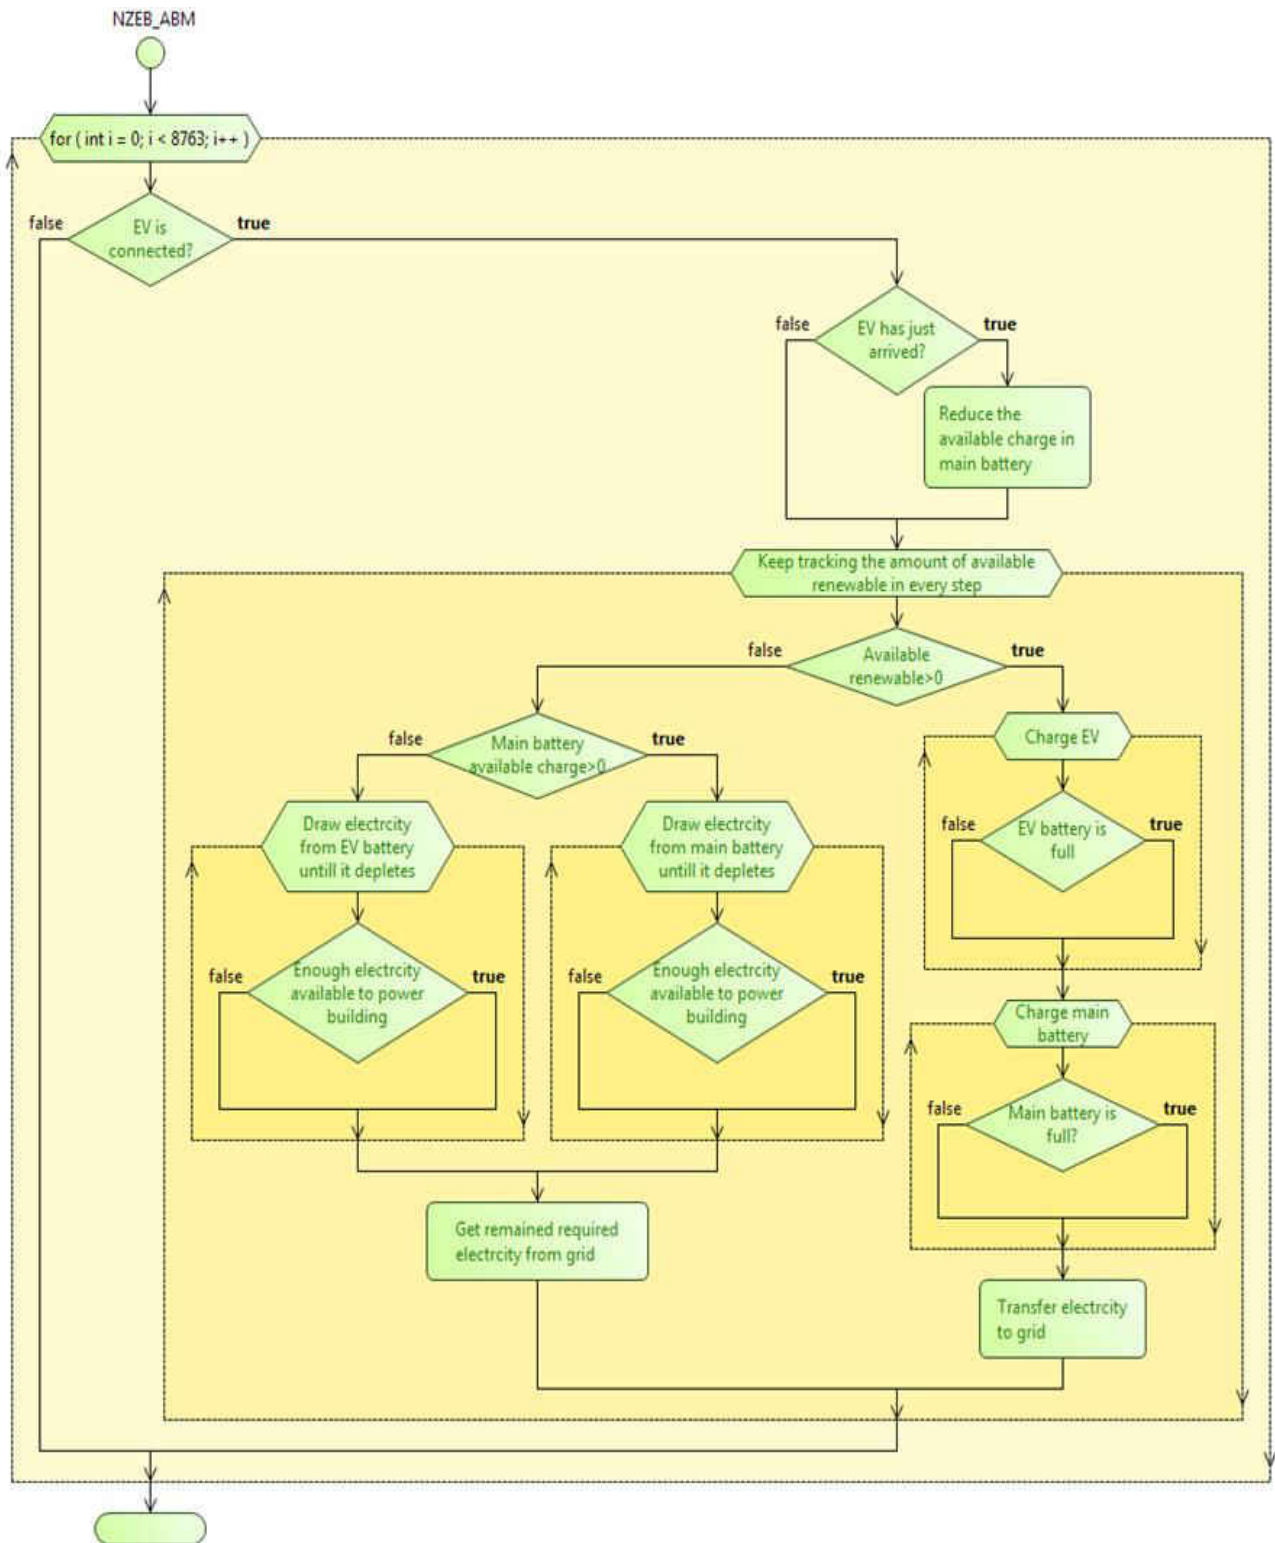 NZEB_ABM
for ( int i = 0; i < 8763; i++ )
false
EV is
connected?
true
false
EV has just
arrived?
true
Reduce the
available charge in
main battery
Keep tracking the amount of available
renewable in every step
false
Available
renewable>0
true
false
Main battery
available charge>0
true
Charge EV
Draw electrcity
from EV battery
untill it depletes
Draw electrcity
from main battery
untill it depletes
false
EV battery is
full
true
false
Enough electrcity
available to power
building
true
false
Enough electrcity
available to power
building
true
Charge main
battery
false
Main battery is
full?
true
Get remained required
electrcity from grid
Transfer electrcity
to grid